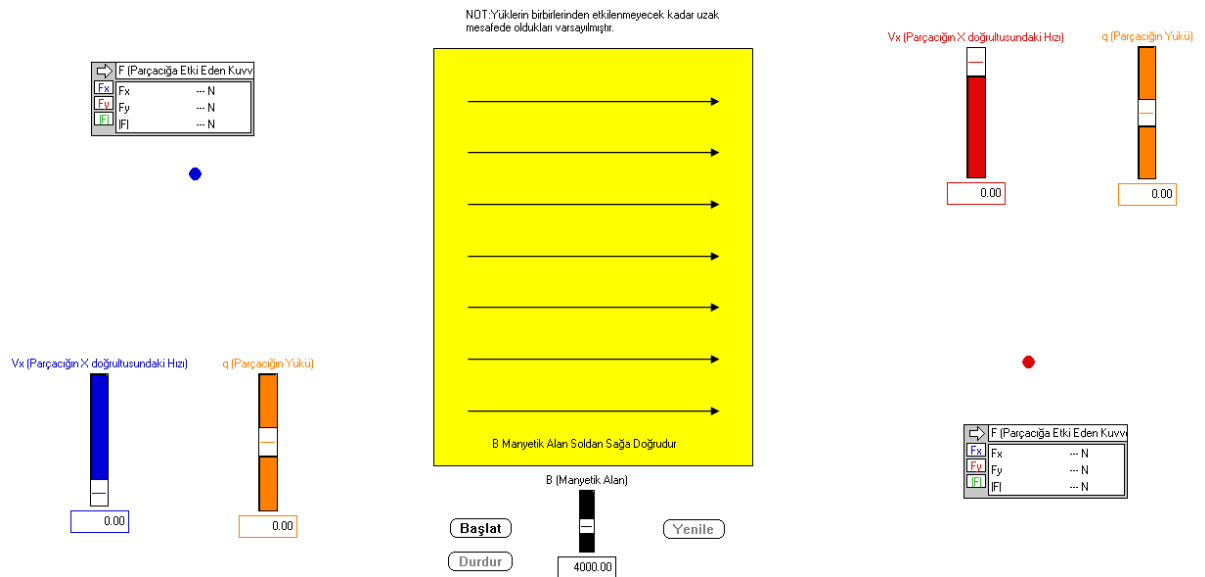 NOT:Yüklerin birbirlerinden etkilenmeyecek kadar uzak
mesafede oldukları varsayılmıştır.
F (Parçacığa Etki Eden Kuvv
Fx Fx --- N
Fy Fy --- N
|F| |F| --- N
Vx (Parçacığın X doğrultusundaki Hızı)
q (Parçacığın Yükü)
0.00
0.00
Vx (Parçacığın X doğrultusundaki Hızı)
q (Parçacığın Yükü)
0.00
0.00
B Manyetik Alan Soldan Sağa Doğrudur
B (Manyetik Alan)
Başlat
Durdur
4000.00
Yenile
F (Parçacığa Etki Eden Kuvv
Fx Fx --- N
Fy Fy --- N
|F| |F| --- N